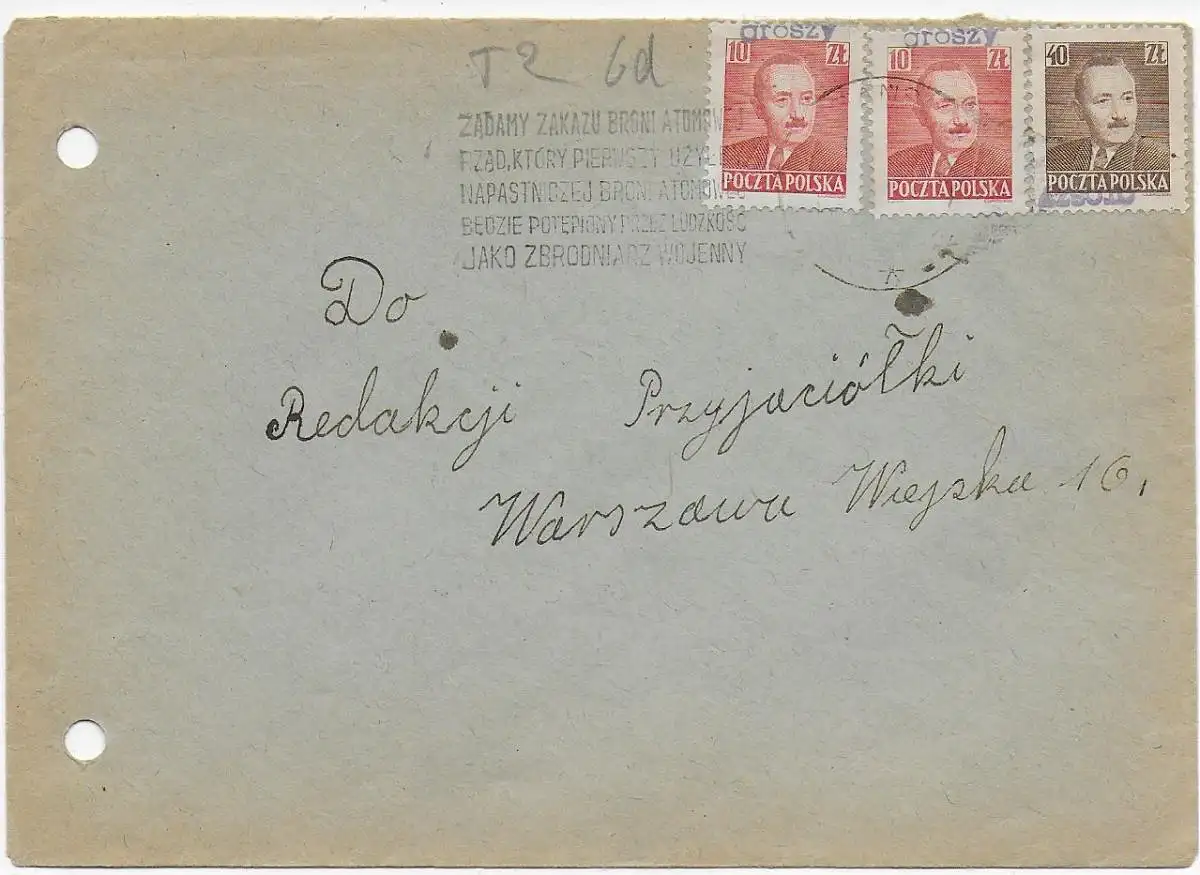 T2 6d
groszy
10 ZŁ
POCZTA POLSKA
groszy
10 ZŁ
POCZTA POLSKA
40 ZŁ
POCZTA POLSKA
groszy
ŻĄDAMY ZAKAZU BRONI ATOMOWEJ
RZĄD, KTÓRY PIERWSZY UŻYŁ
NAPASTNICZEJ BRONI ATOMOWEJ
BĘDZIE POTĘPIONY PRZEZ LUDZKOŚĆ
JAKO ZBRODNIARZ WOJENNY
Do
Redakcji Przyjaciółki
Warszawa Wiejska 16,